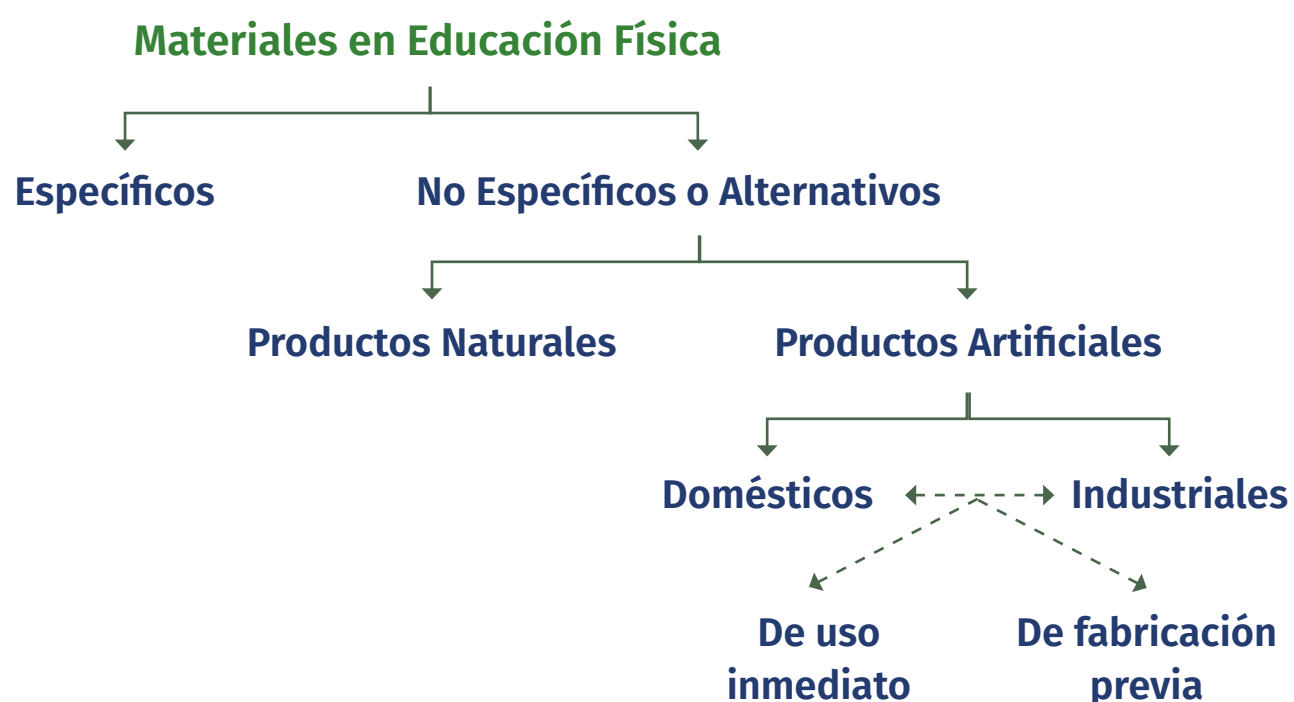 Materiales en Educación Física
Específicos
No Específicos o Alternativos
Productos Naturales
Productos Artificiales
Domésticos
Industriales
De uso
inmediato
De fabricación
previa